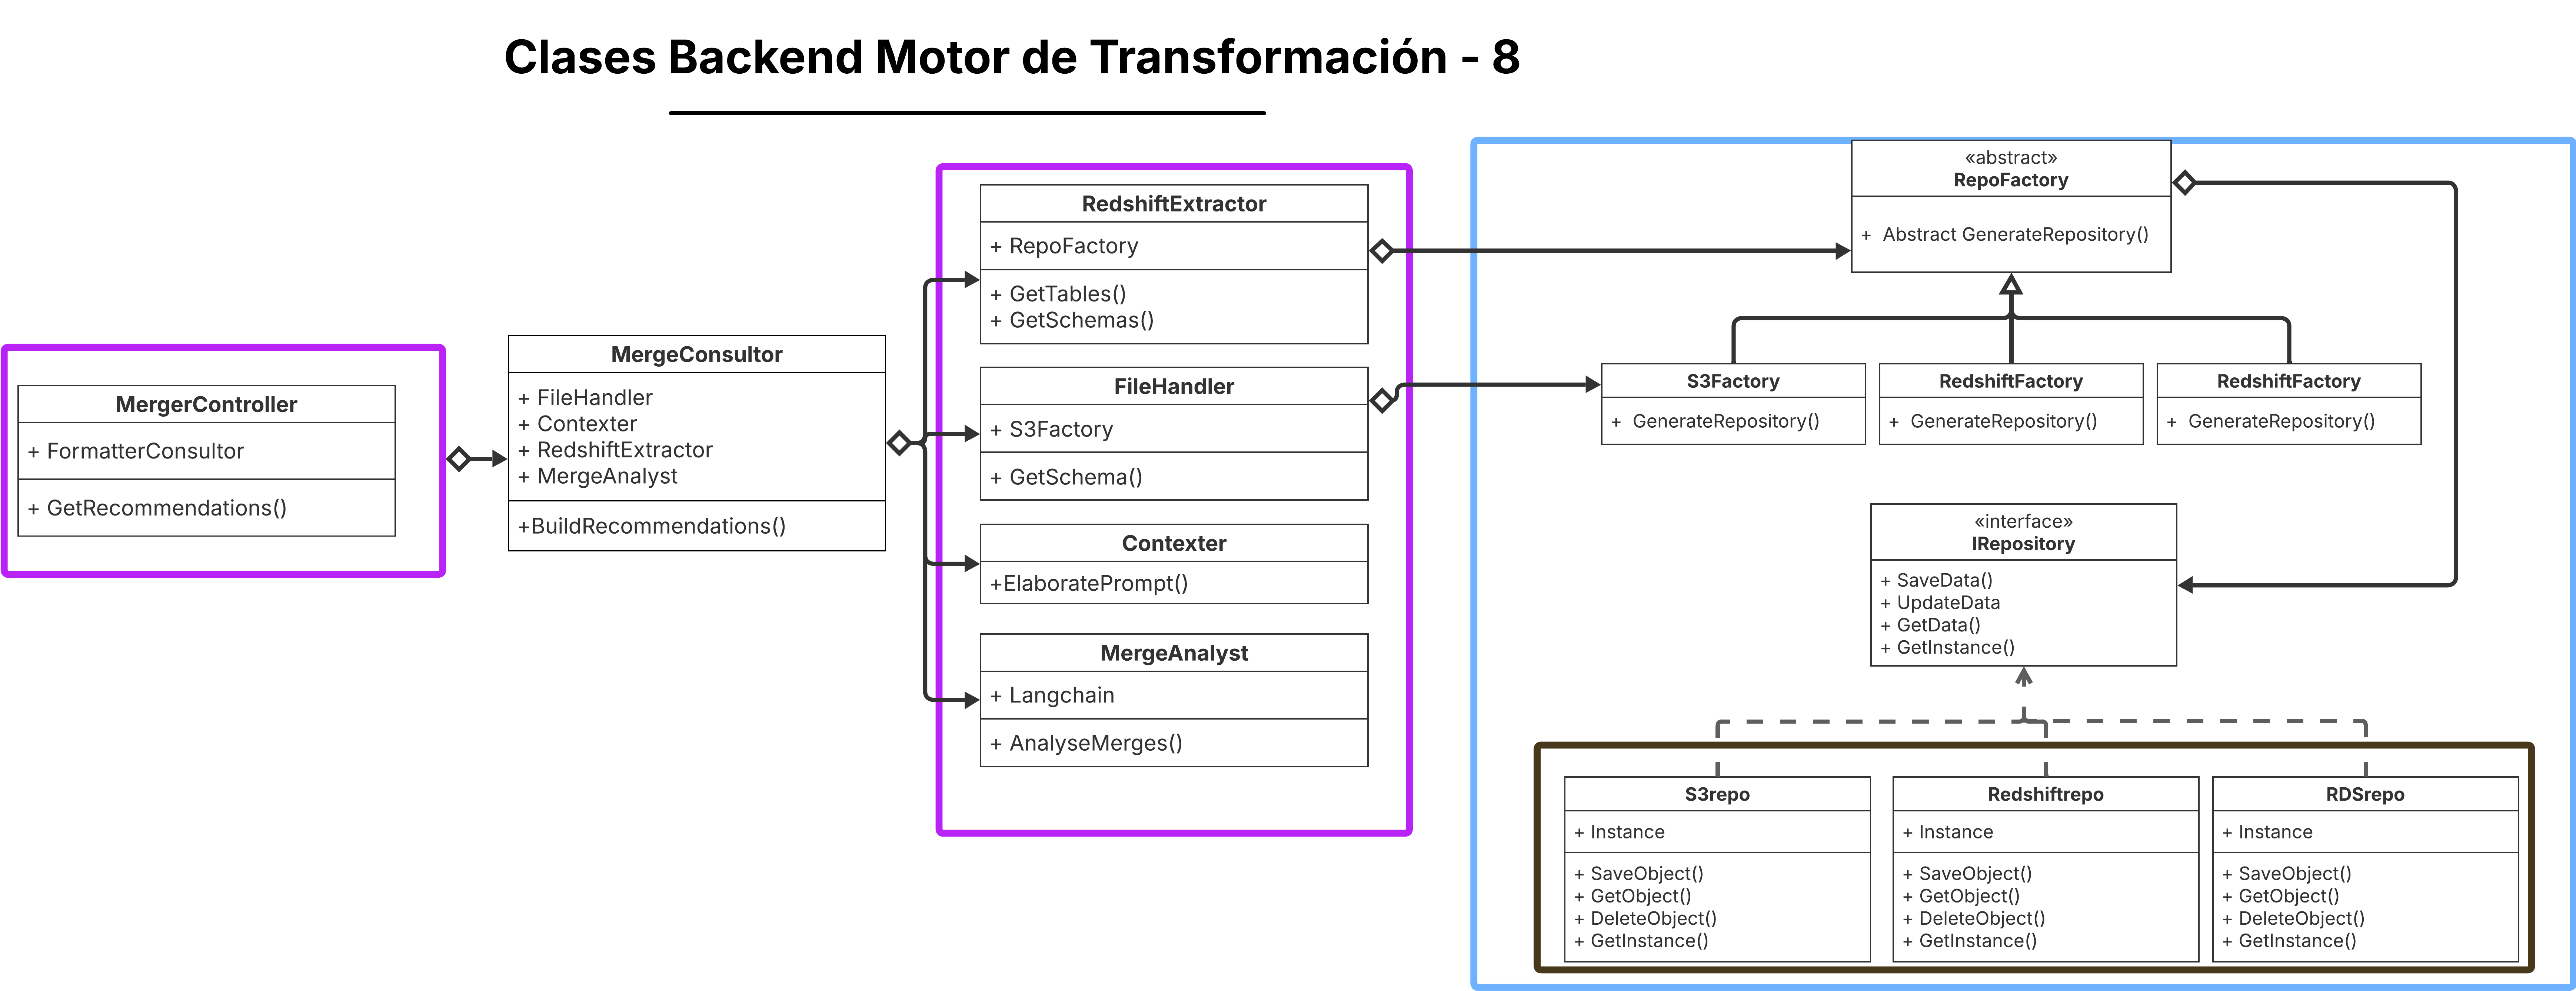 Clases Backend Motor de Transformación - 8
MergerController
+ FormatterConsultor
+ GetRecommendations()
MergeConsultor
+ FileHandler
+ Contexter
+ RedshiftExtractor
+ MergeAnalyst
+BuildRecommendations()
RedshiftExtractor
+ RepoFactory
+ GetTables()
+ GetSchemas()
FileHandler
+ S3Factory
+ GetSchema()
Contexter
+ElaboratePrompt()
MergeAnalyst
+ Langchain
+ AnalyseMerges()
«abstract»
RepoFactory
+ Abstract GenerateRepository()
S3Factory
+ GenerateRepository()
RedshiftFactory
+ GenerateRepository()
RedshiftFactory
+ GenerateRepository()
«interface»
IRepository
+ SaveData()
+ UpdateData
+ GetData()
+ GetInstance()
S3repo
+ Instance
+ SaveObject()
+ GetObject()
+ DeleteObject()
+ GetInstance()
Redshiftrepo
+ Instance
+ SaveObject()
+ GetObject()
+ DeleteObject()
+ GetInstance()
RDSrepo
+ Instance
+ SaveObject()
+ GetObject()
+ DeleteObject()
+ GetInstance()